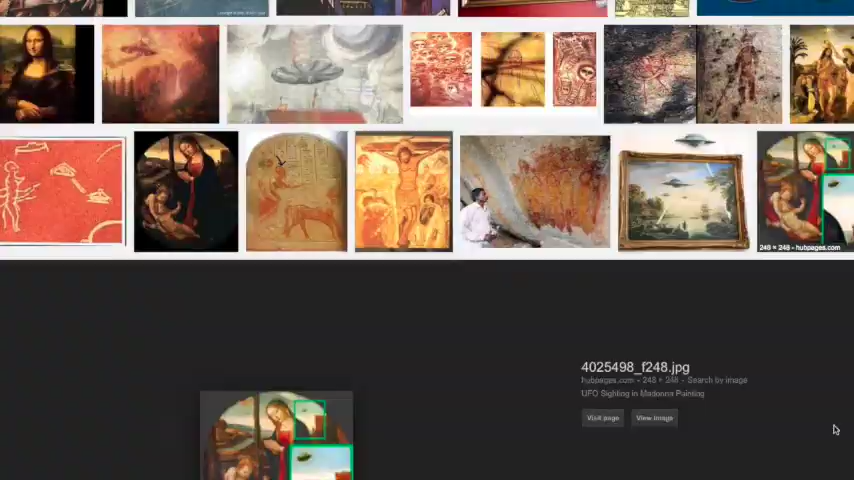 248 × 248 - hubpages.com
4025498_f248.jpg
hubpages.com - 248 × 248 - Search by image
UFO Sighting in Madonna Painting
Visit page
View image